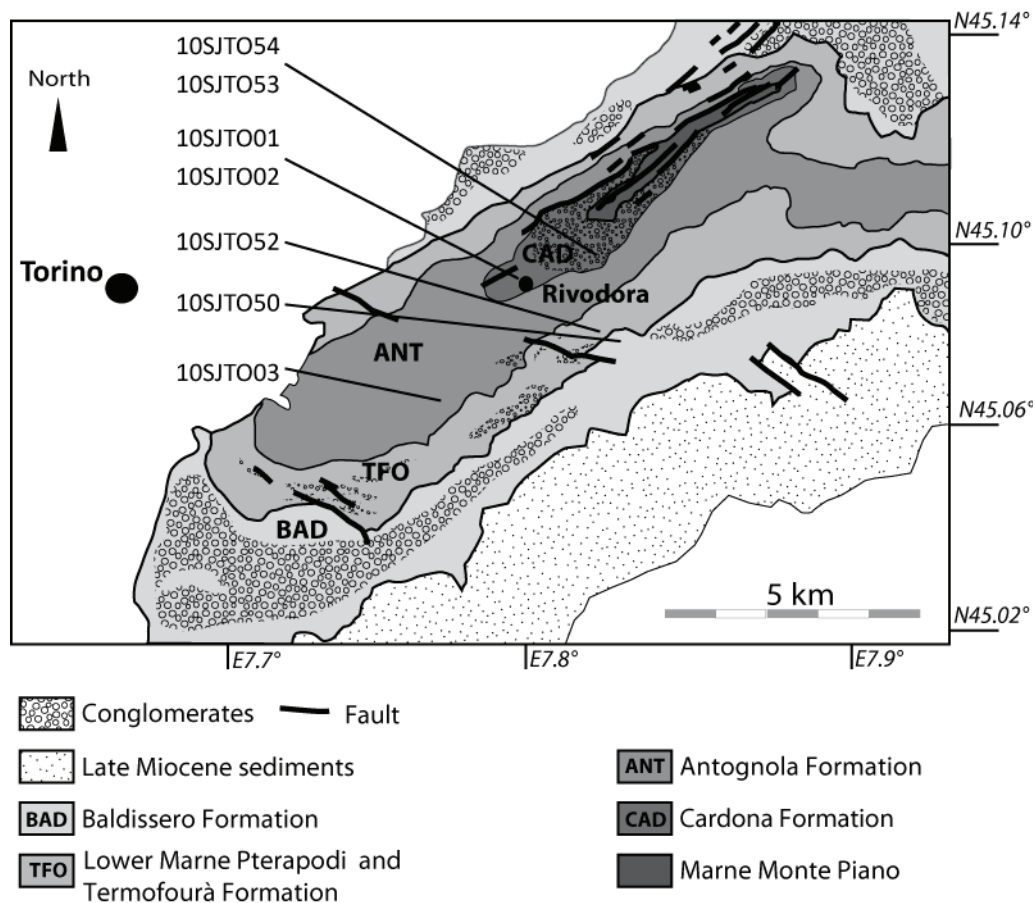 10SJTO54
N45.14°
North
10SJTO53
10SJTO01
10SJTO02
10SJTO52
N45.10°
CAD
Torino
Rivodora
10SJTO50
ANT
10SJTO03
N45.06°
TFO
BAD
5 km
N45.02°
E7.7°
E7.8°
E7.9°
Conglomerates
Fault
Late Miocene sediments
BAD Baldissero Formation
TFO Lower Marne Pterapodi and
Termofourà Formation
ANT Antognola Formation
CAD Cardona Formation
Marne Monte Piano